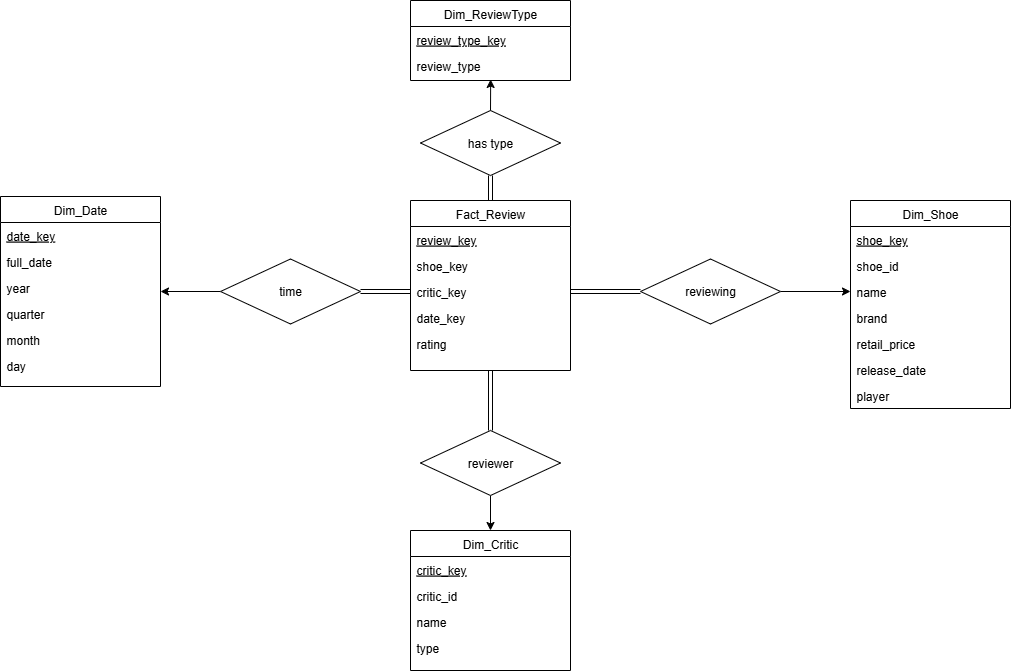 Dim_ReviewType
review_type_key
review_type
has type
Dim_Date
date_key
full_date
year
quarter
month
day
time
Fact_Review
review_key
shoe_key
critic_key
date_key
rating
reviewing
Dim_Shoe
shoe_key
shoe_id
name
brand
retail_price
release_date
player
reviewer
Dim_Critic
critic_key
critic_id
name
type